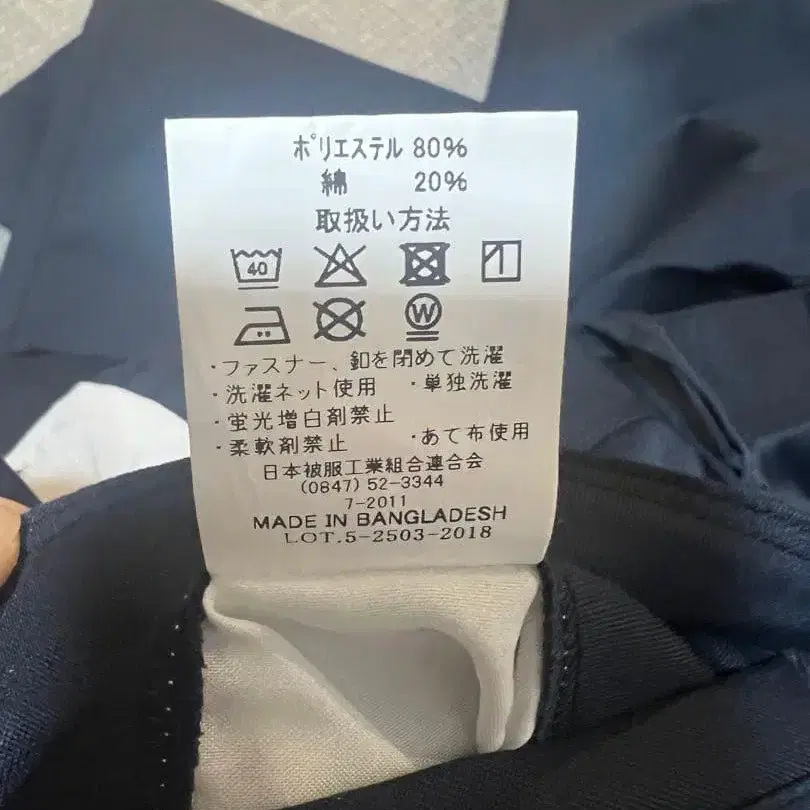 ポリエステル 80%
綿 20%
取扱い方法
40
W
・ファスナー、釦を閉めて洗濯
・洗濯ネット使用 ・単独洗濯
・蛍光増白剤禁止
・柔軟剤禁止 ・あて布使用
日本被服工業組合連合会
(0847) 52-3344
7-2011
MADE IN BANGLADESH
LOT.5-2503-2018